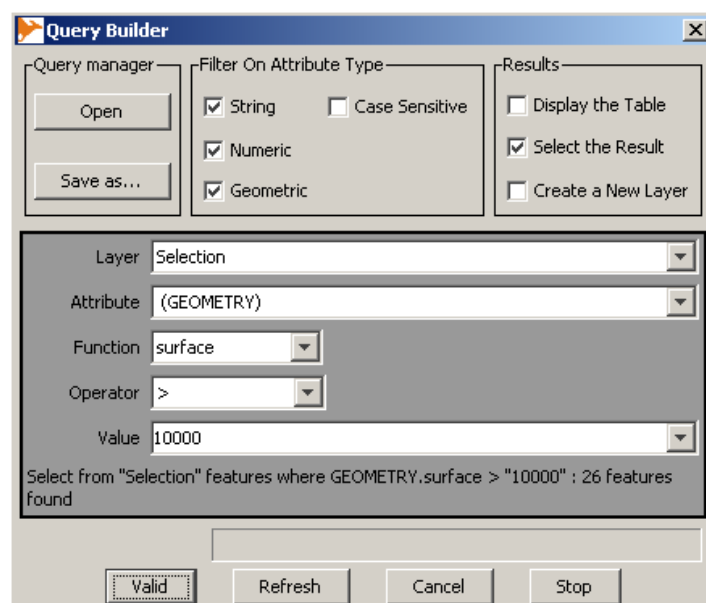 Query Builder
Query manager
Open
Save as...
Filter On Attribute Type
String
Case Sensitive
Numeric
Geometric
Results
Display the Table
Select the Result
Create a New Layer
Layer Selection
Attribute (GEOMETRY)
Function surface
Operator >
Value 10000
Select from "Selection" features where GEOMETRY.surface > "10000" : 26 features
found
Valid Refresh Cancel Stop